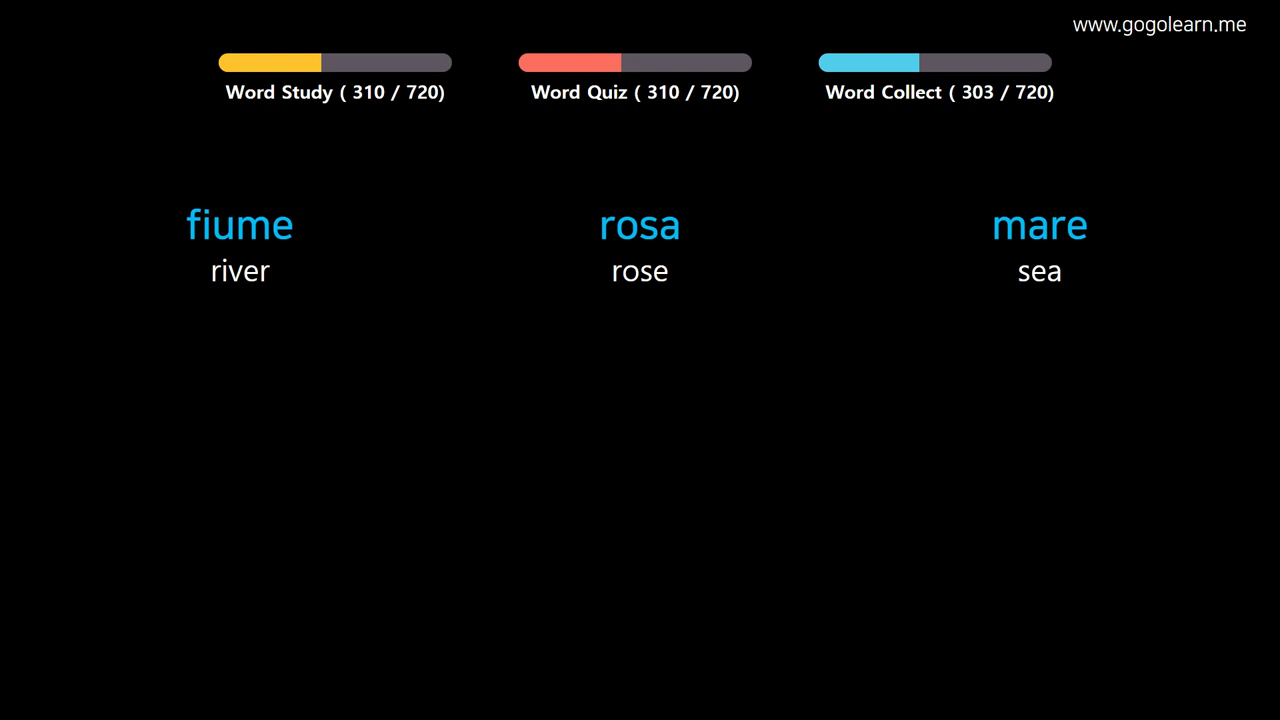 www.gogolearn.me
Word Study ( 310 / 720)
Word Quiz ( 310 / 720)
Word Collect ( 303 / 720)
fiume
river
rosa
rose
mare
sea